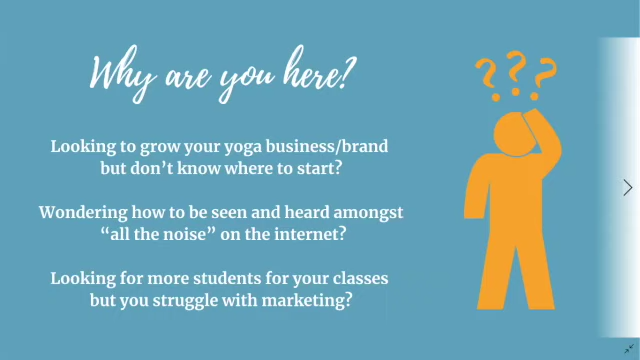 Why are you here?
Looking to grow your yoga business/brand
but don't know where to start?
Wondering how to be seen and heard amongst
“all the noise” on the internet?
Looking for more students for your classes
but you struggle with marketing?
???